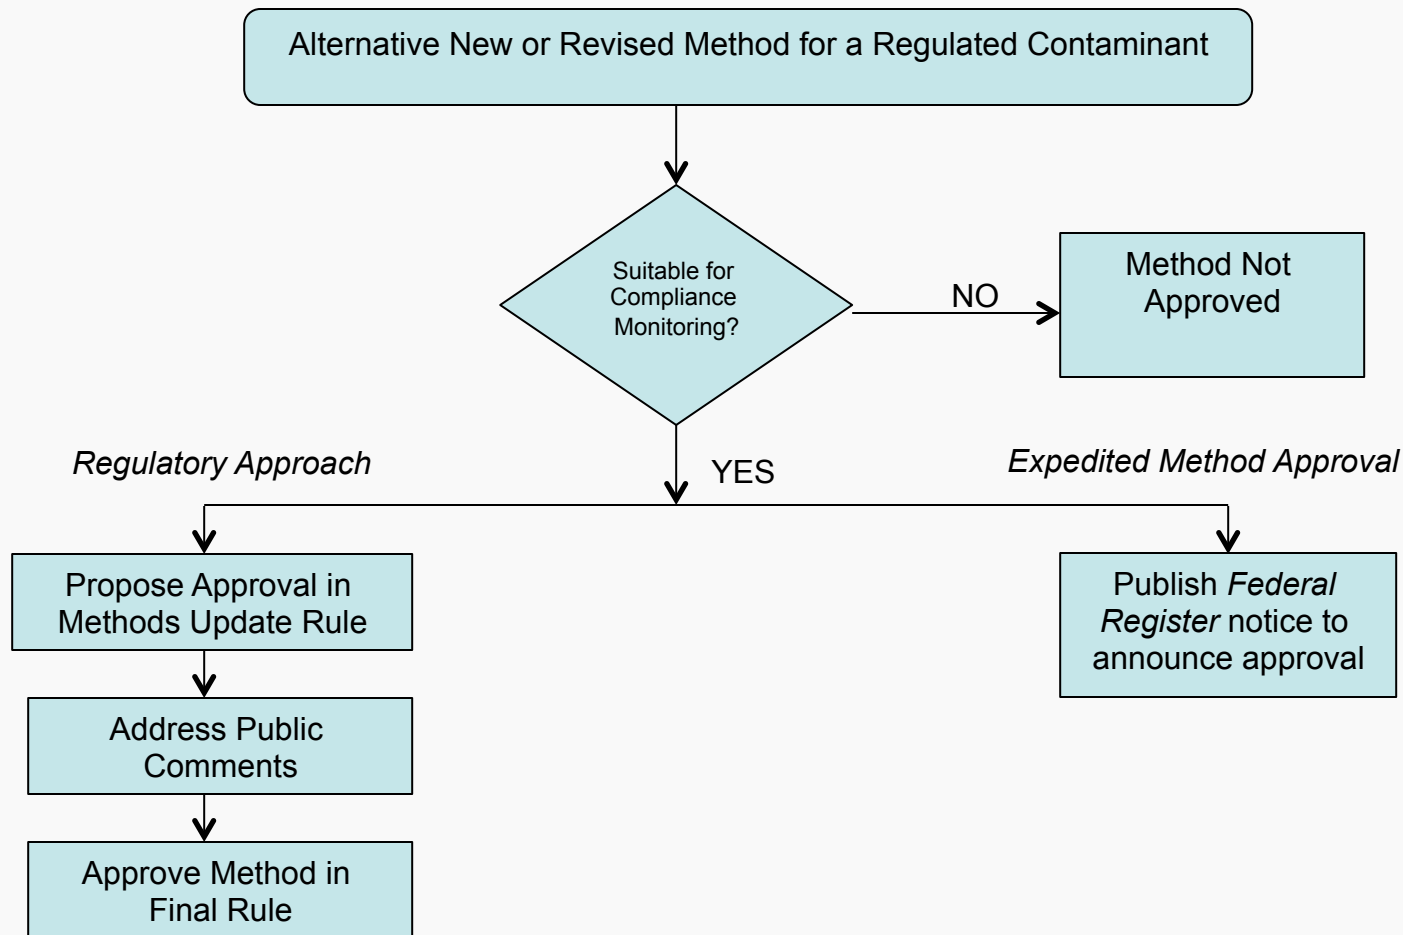 Alternative New or Revised Method for a Regulated Contaminant
Suitable for
Compliance
Monitoring?
NO
Method Not
Approved
Regulatory Approach
YES
Expedited Method Approval
Propose Approval in
Methods Update Rule
Publish Federal
Register notice to
announce approval
Address Public
Comments
Approve Method in
Final Rule